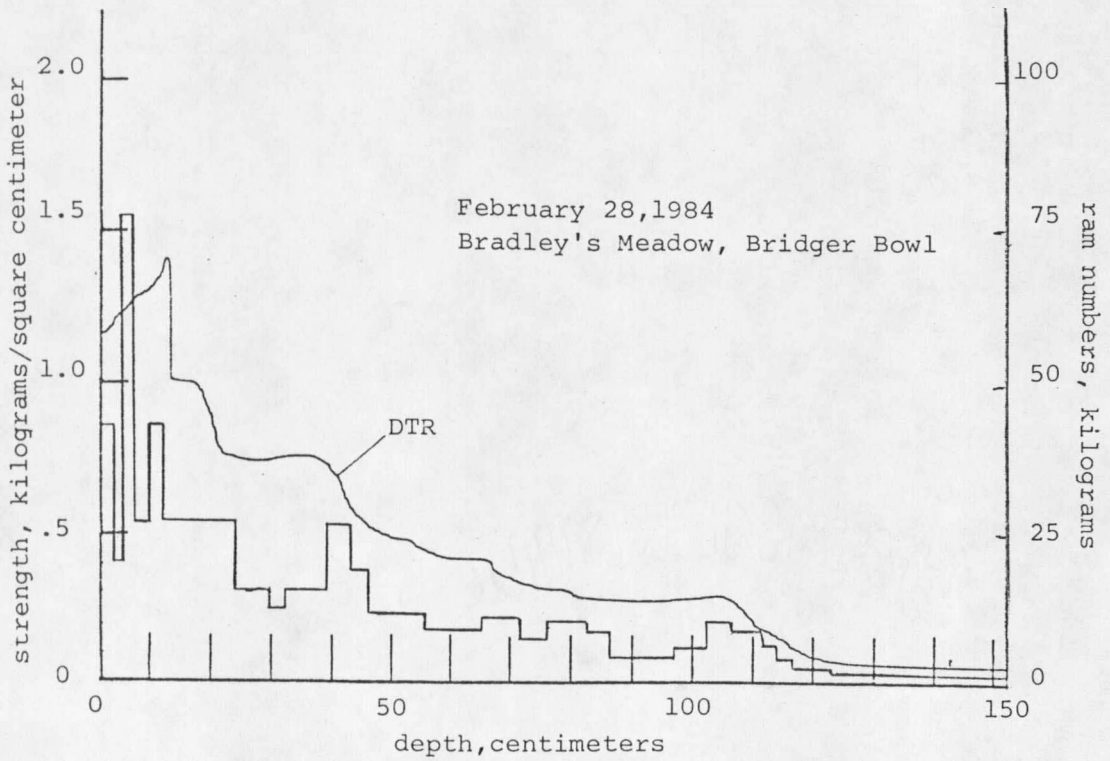 2.0
1.5
1.0
.5
0
strength, kilograms/square centimeter
February 28,1984
Bradley's Meadow, Bridger Bowl
DTR
100
75
50
25
0
ram numbers, kilograms
0 50 100 150
depth,centimeters